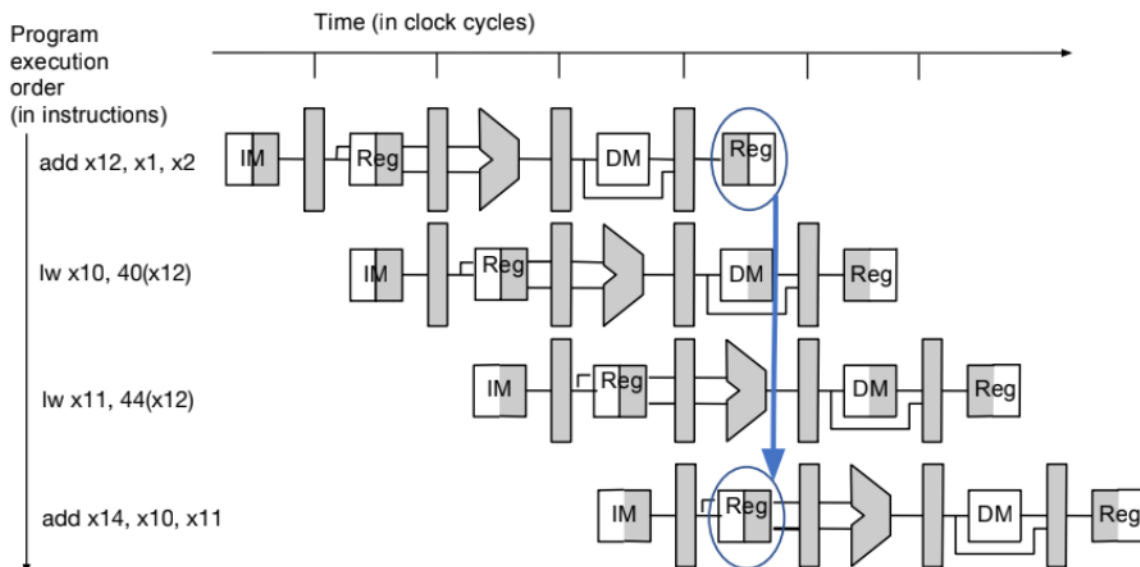 Time (in clock cycles)
Program
execution
order
(in instructions)
add x12, x1, x2
IM
Reg
DM
Reg
lw x10, 40(x12)
IM
Reg
DM
Reg
lw x11, 44(x12)
IM
Reg
DM
Reg
add x14, x10, x11
IM
Reg
DM
Reg